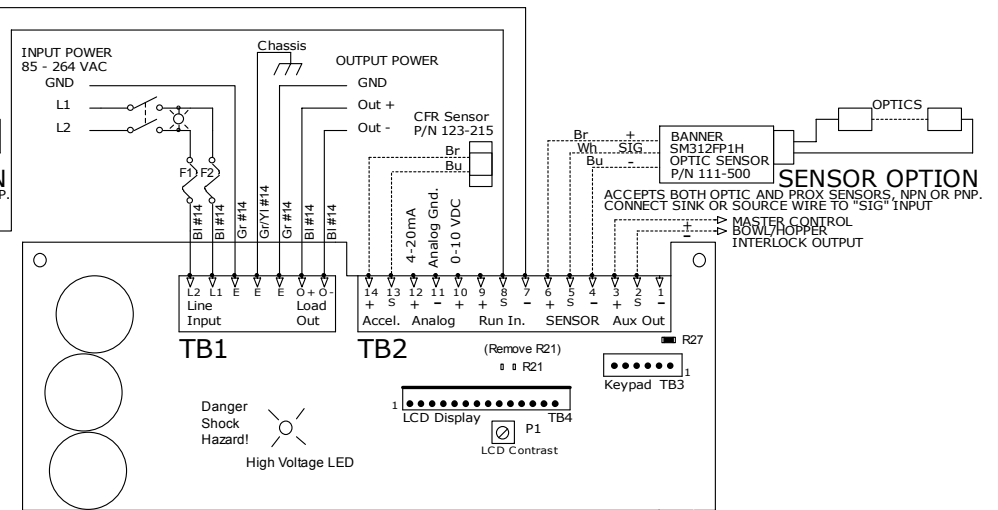 INPUT POWER
85 - 264 VAC
GND
L1
L2
F1
F2
Bl #14
Bl #14
Gr #14
Gr/Yl #14
Gr #14
Bl #14
Bl #14
Chassis
OUTPUT POWER
GND
Out +
Out -
CFR Sensor
P/N 123-215
Br
Bu
4-20mA
Analog Gnd.
0-10 VDC
Br +
Wh SIG
Bu -
BANNER
SM312FP1H
OPTIC SENSOR
P/N 111-500
OPTICS
SENSOR OPTION
ACCEPTS BOTH OPTIC AND PROX SENSORS, NPN OR PNP.
CONNECT SINK OR SOURCE WIRE TO "SIG" INPUT
+ MASTER CONTROL
- BOWL/HOPPER
INTERLOCK OUTPUT
N
P.
L2 L1 E E E O+ O-
Line Load
Input Out
TB1
14 13 12 11 10 9 8 7 6 5 4 3 2 1
+ S + - + + S - + S - + S -
Accel. Analog Run In. SENSOR Aux Out
TB2
(Remove R21)
R21
R27
1
Keypad TB3
1
LCD Display TB4
P1
LCD Contrast
Danger
Shock
Hazard!
High Voltage LED